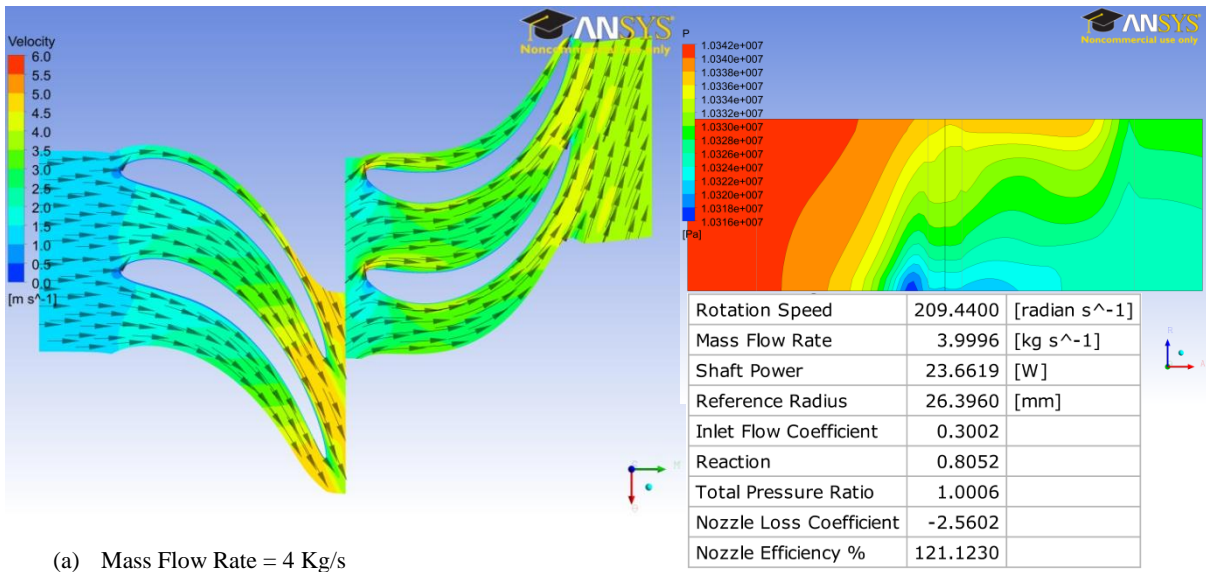 ANSYS
Noncommercial use only
Velocity
6.0
5.5
5.0
4.5
4.0
3.5
3.0
2.5
2.0
1.5
1.0
0.5
0.0
[m s^-1]
ANSYS
Noncommercial use only
P
1.0342e+007
1.0340e+007
1.0338e+007
1.0336e+007
1.0334e+007
1.0332e+007
1.0330e+007
1.0328e+007
1.0326e+007
1.0324e+007
1.0322e+007
1.0320e+007
1.0318e+007
1.0316e+007
[Pa]
Rotation Speed 209.4400 [radian s^-1]
Mass Flow Rate 3.9996 [kg s^-1]
Shaft Power 23.6619 [W]
Reference Radius 26.3960 [mm]
Inlet Flow Coefficient 0.3002
Reaction 0.8052
Total Pressure Ratio 1.0006
Nozzle Loss Coefficient -2.5602
Nozzle Efficiency % 121.1230
R
(a) Mass Flow Rate = 4 Kg/s